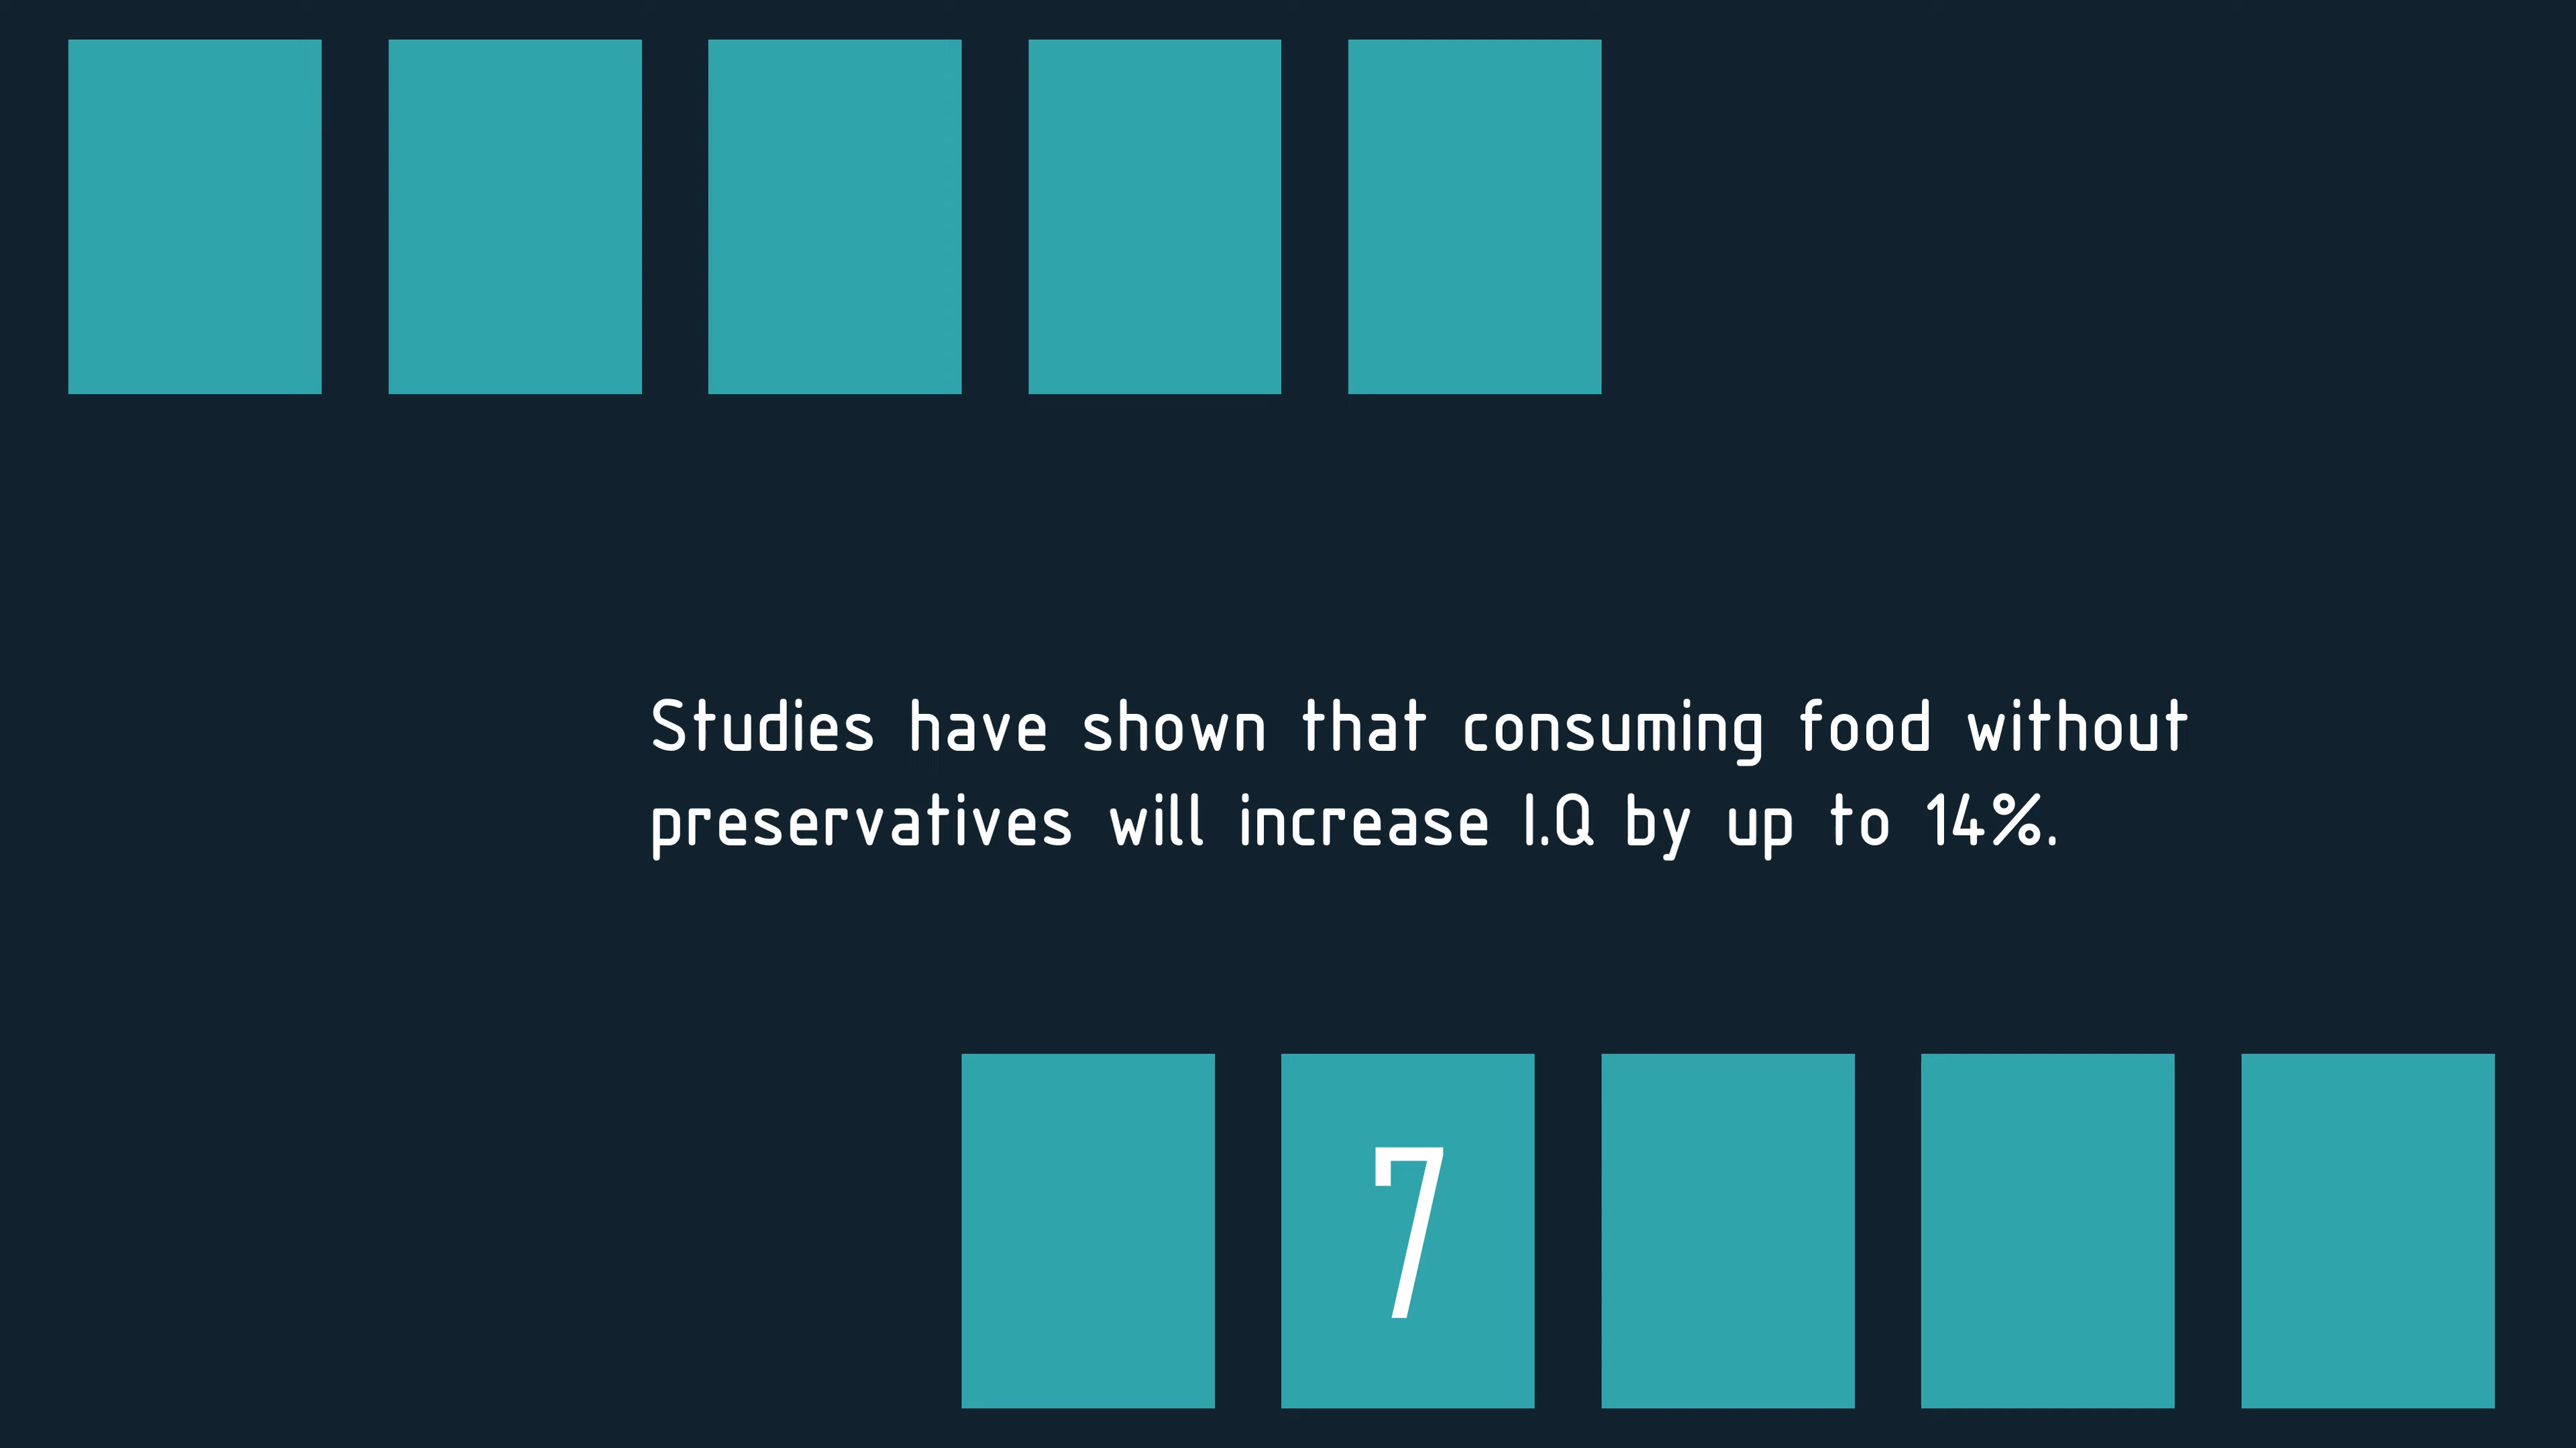 Studies have shown that consuming food without
preservatives will increase I.Q by up to 14%.
7